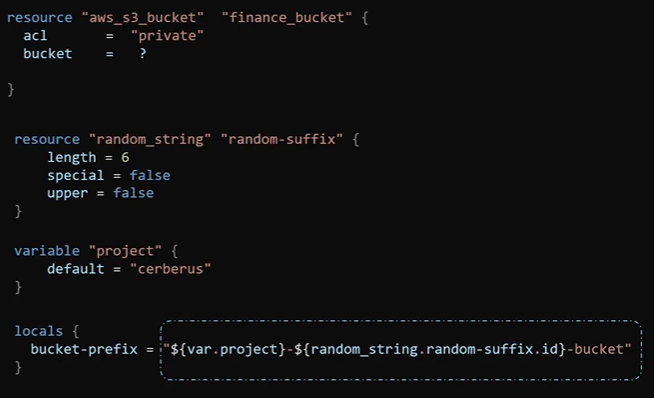 resource "aws_s3_bucket" "finance_bucket" {
acl = "private"
bucket = ?
}
resource "random_string" "random-suffix" {
length = 6
special = false
upper = false
}
variable "project" {
default = "cerberus"
}
locals {
bucket-prefix = "${var.project}-${random_string.random-suffix.id}-bucket"
}